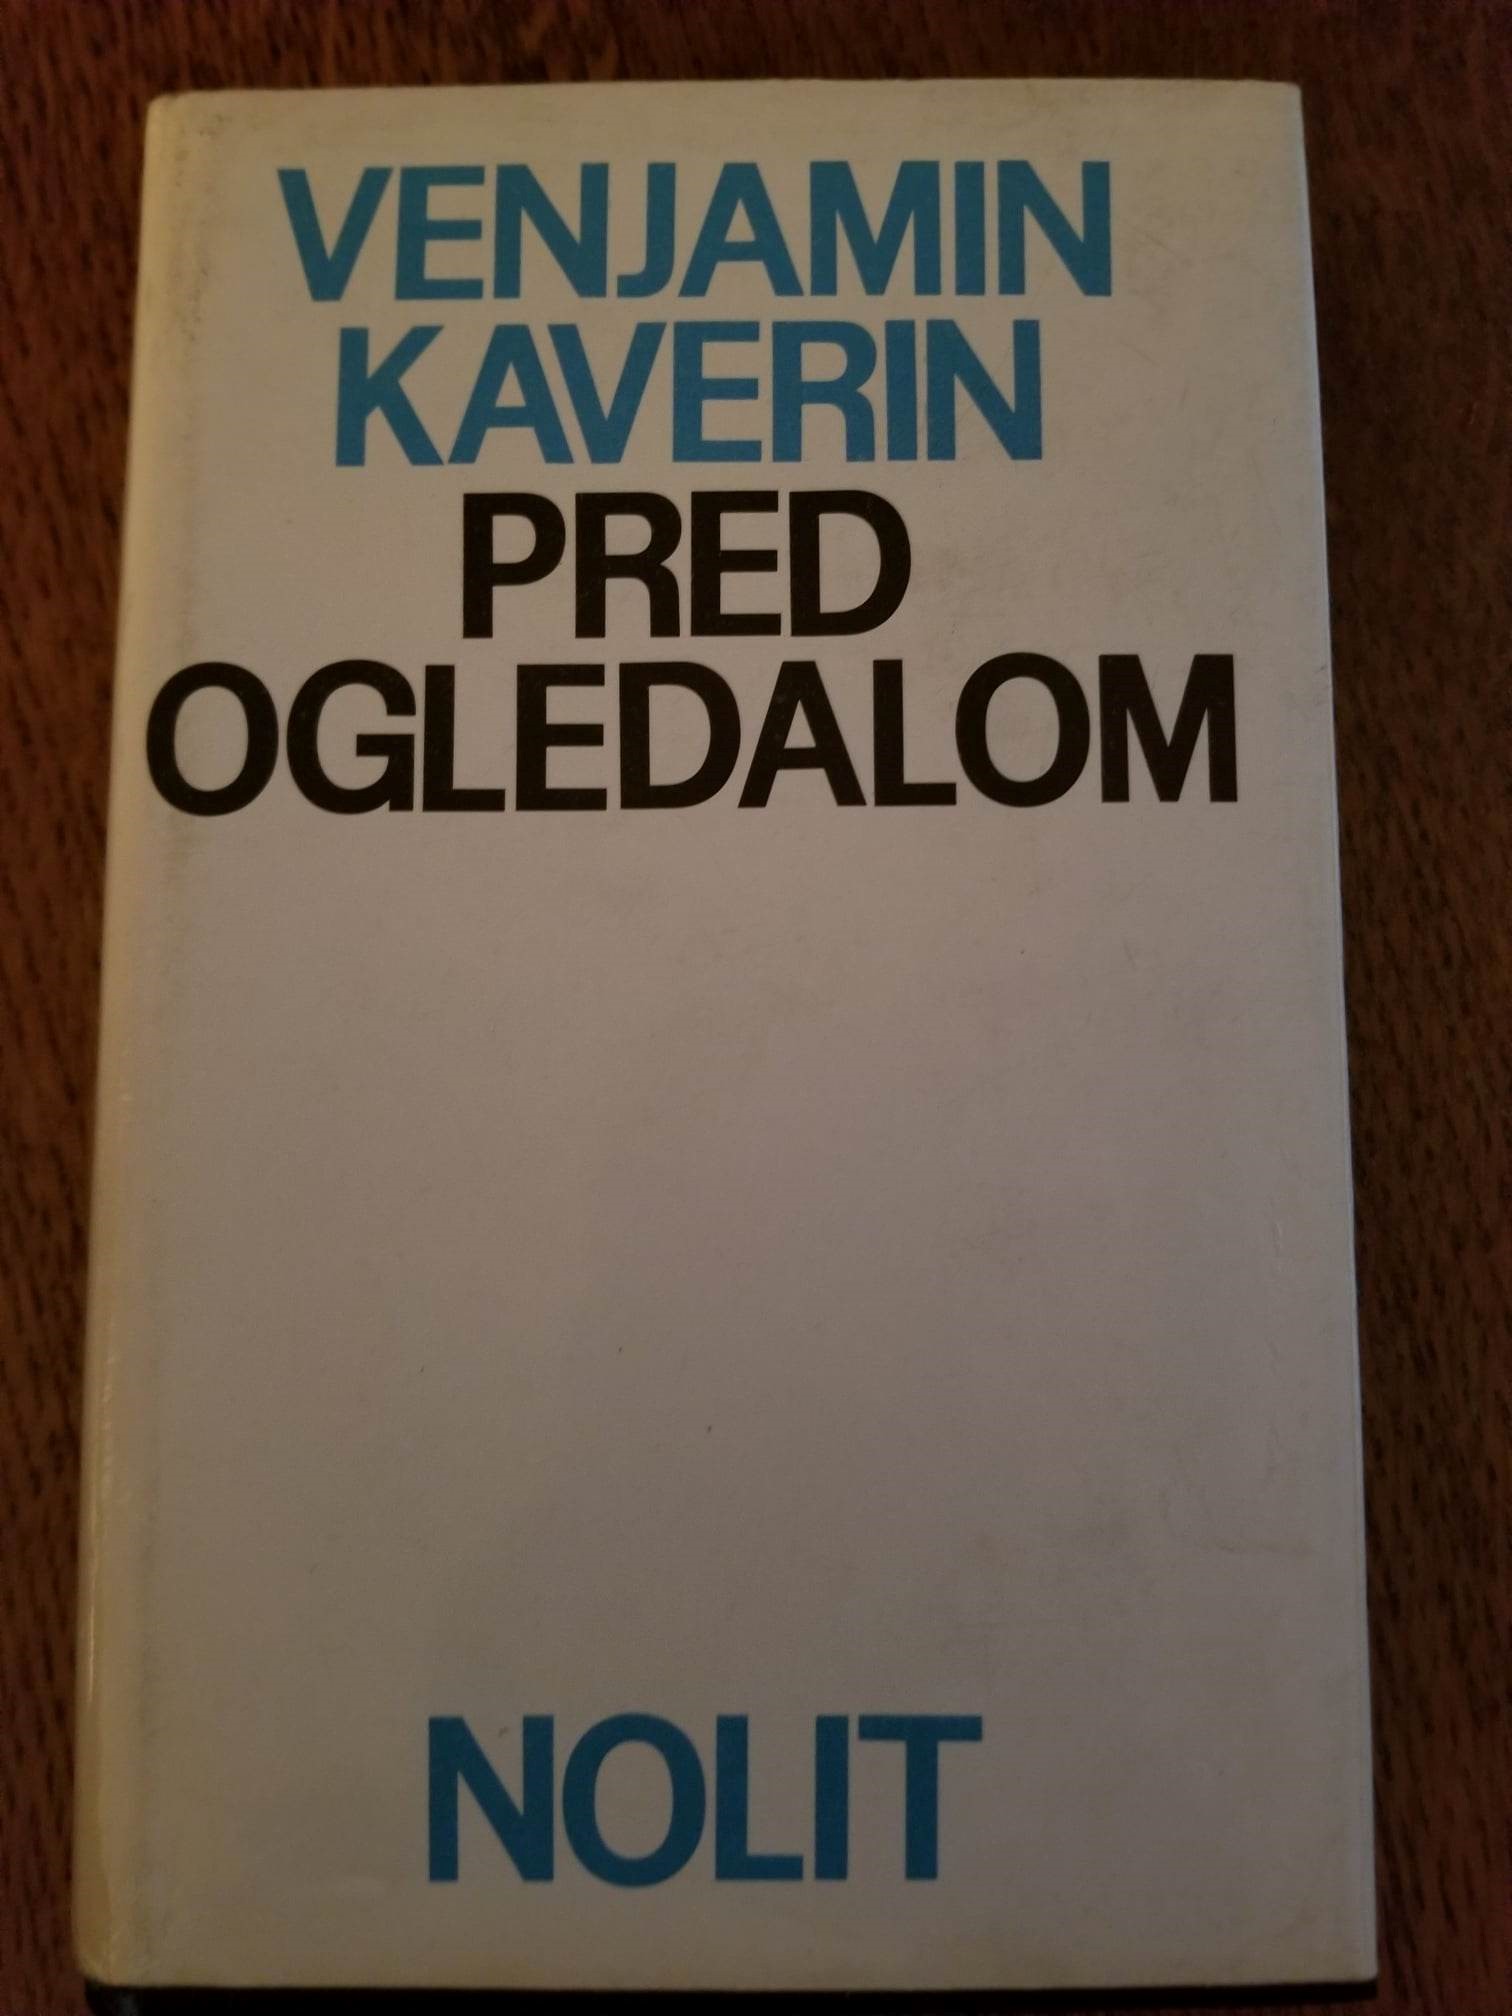 VENJAMIN
KAVERIN
PRED
OGLEDALOM
NOLIT